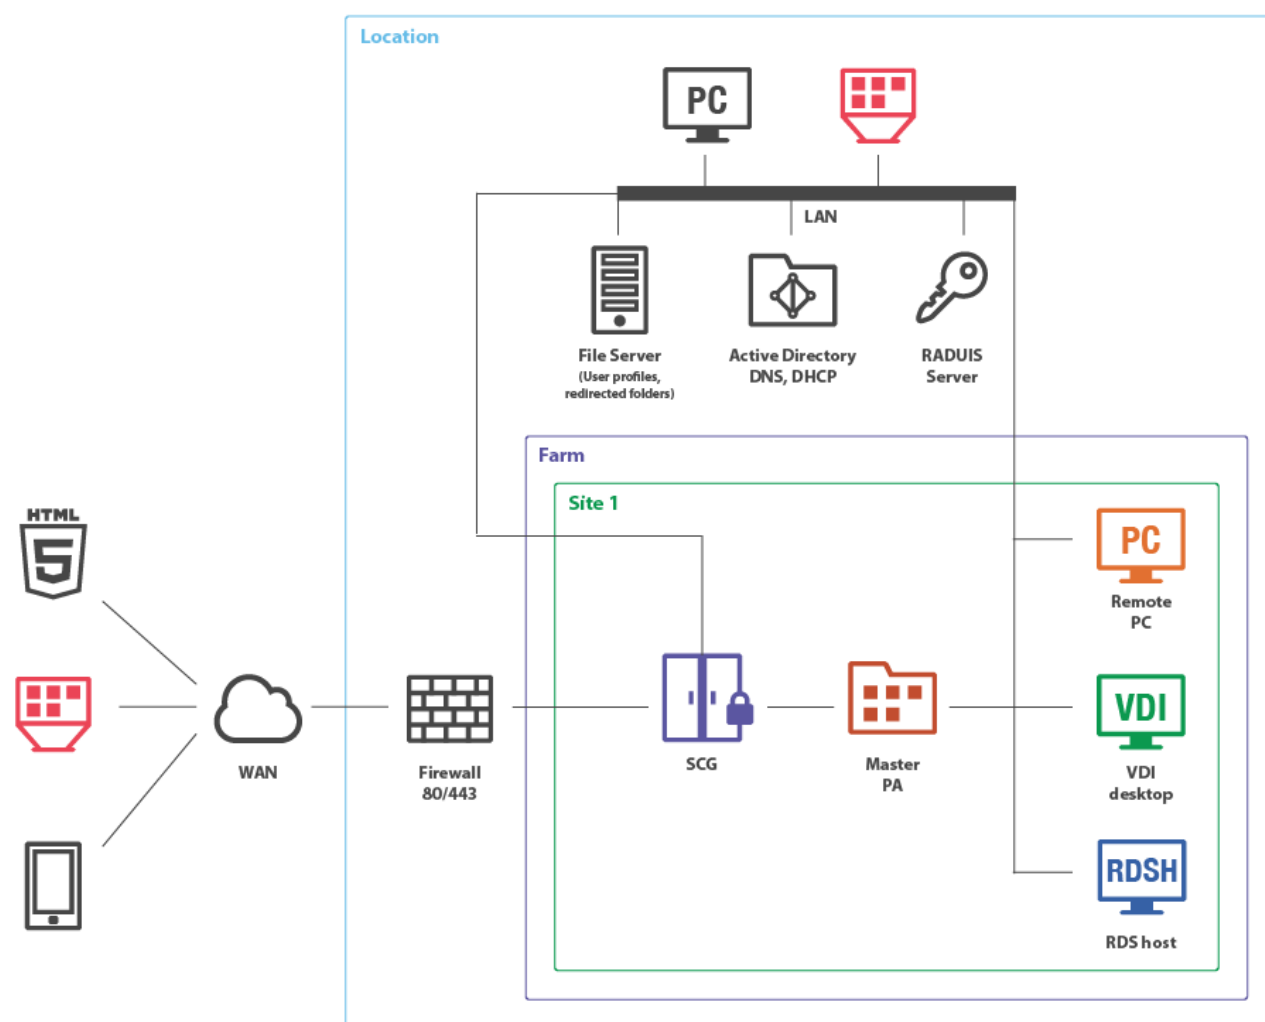 Location
PC
LAN
File Server
(User profiles,
redirected folders)
Active Directory
DNS, DHCP
RADUIS
Server
Farm
Site 1
HTML
5
PC
Remote
PC
WAN
Firewall
80/443
SCG
Master
PA
VDI
VDI
desktop
RDSH
RDS host